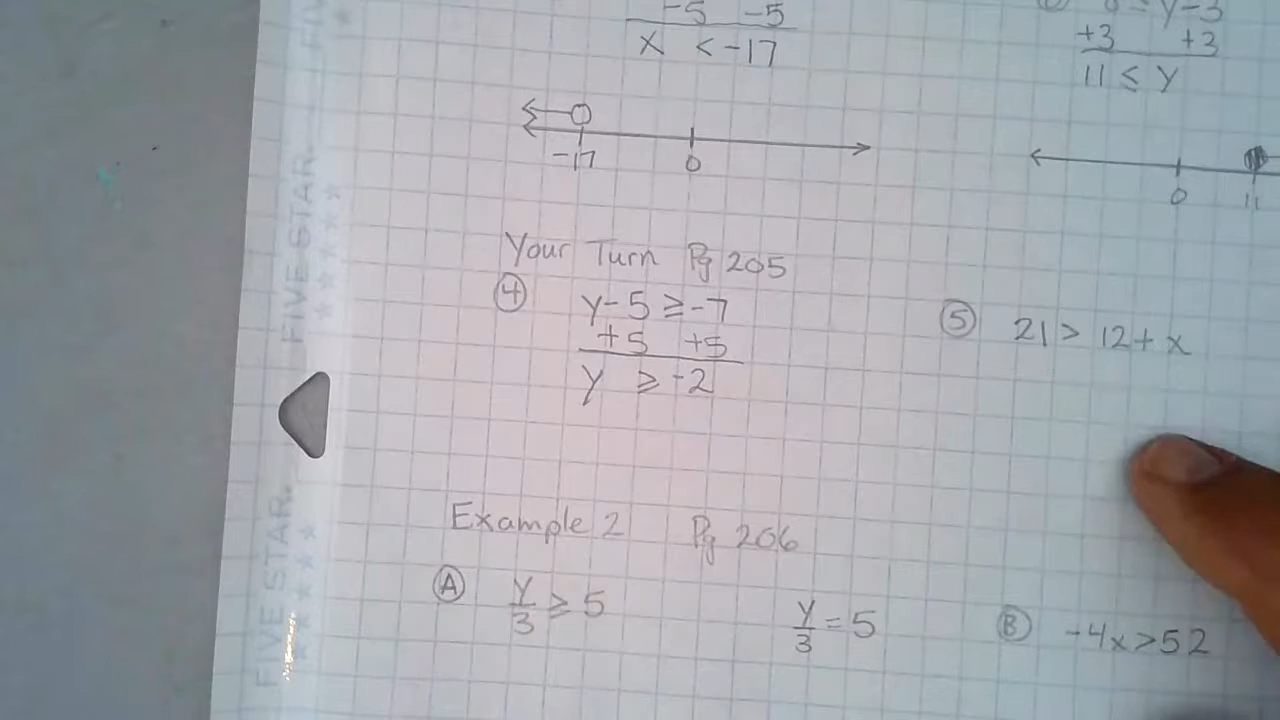 -5 -5
x < -17
y-3
+3 +3
11 ≤ y
-17 0
0 11
Your Turn Pg 205
④ y-5 ≥ -7
+5 +5
y ≥ -2
⑤ 21 > 12 + x
Example 2 Pg 206
Ⓐ y/3 ≥ 5
y/3 = 5
Ⓑ -4x > 52
FIVE STAR.
FIVE STAR.